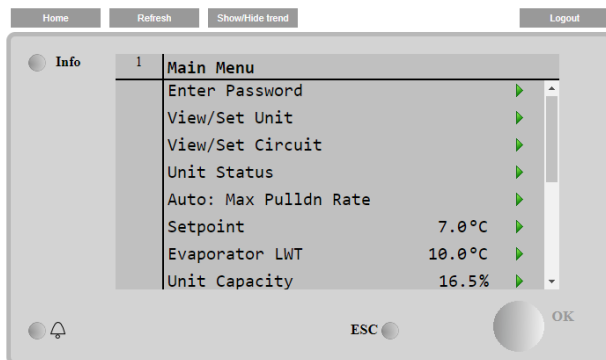 Home Refresh Show/Hide trend Logout
Info
1 Main Menu
Enter Password
View/Set Unit
View/Set Circuit
Unit Status
Auto: Max Pulldn Rate
Setpoint 7.0°C
Evaporator LWT 10.0°C
Unit Capacity 16.5%
ESC OK